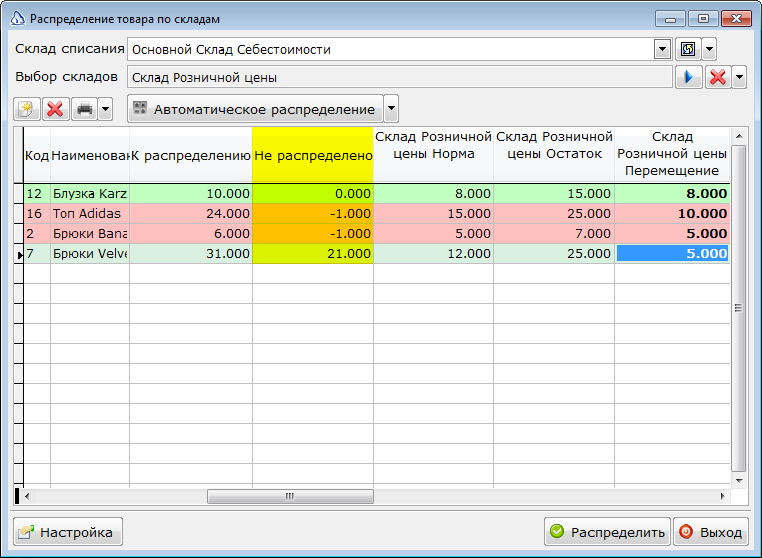 Распределение товара по складам
Склад списания Основной Склад Себестоимости
Выбор складов Склад Розничной цены
Автоматическое распределение
Код Наименован К распределению Не распределено Склад Розничной цены Норма Склад Розничной цены Остаток Склад Розничной цены Перемещение
12 Блузка Karz 10.000 0.000 8.000 15.000 8.000
16 Топ Adidas 24.000 -1.000 15.000 25.000 10.000
2 Брюки Bana 6.000 -1.000 5.000 7.000 5.000
7 Брюки Velve 31.000 21.000 12.000 25.000 5.000
Настройка Распределить Выход